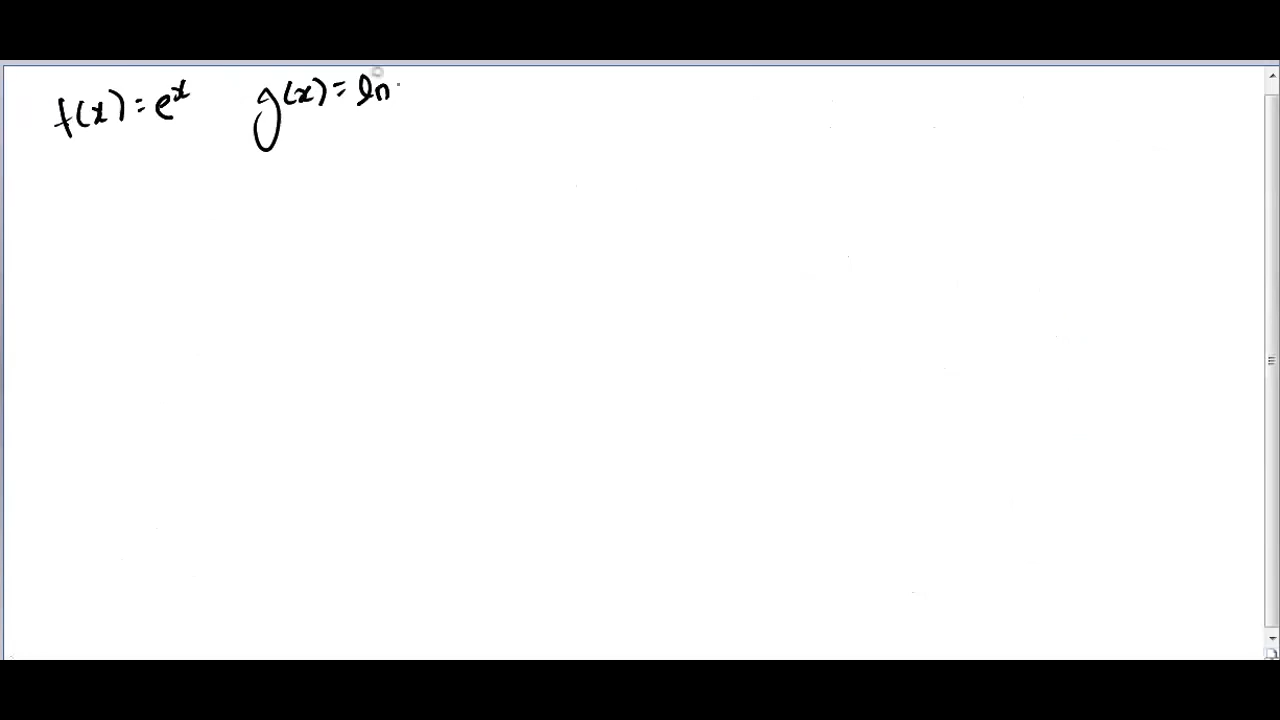 f(x) = e^x g(x) = ln